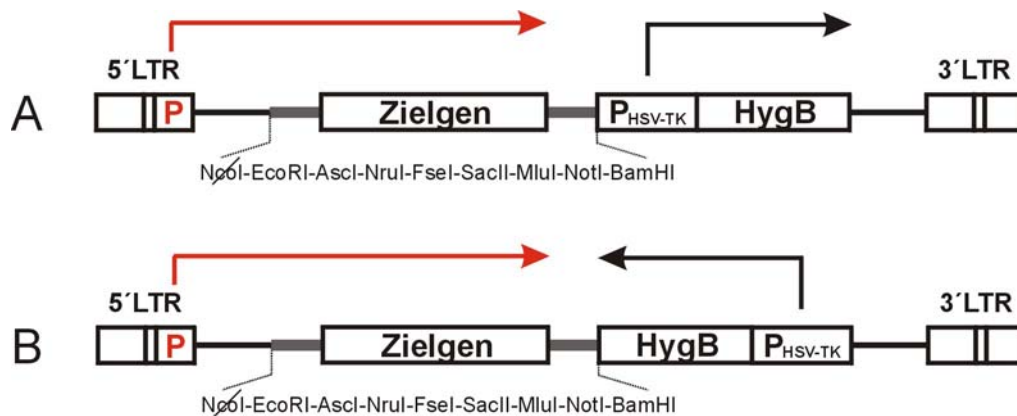 5´LTR 3´LTR
A P Zielgen PHSV-TK HygB
NcoI-EcoRI-AscI-NruI-FseI-SacII-MluI-NotI-BamHI
5´LTR 3´LTR
B P Zielgen HygB PHSV-TK
NcoI-EcoRI-AscI-NruI-FseI-SacII-MluI-NotI-BamHI